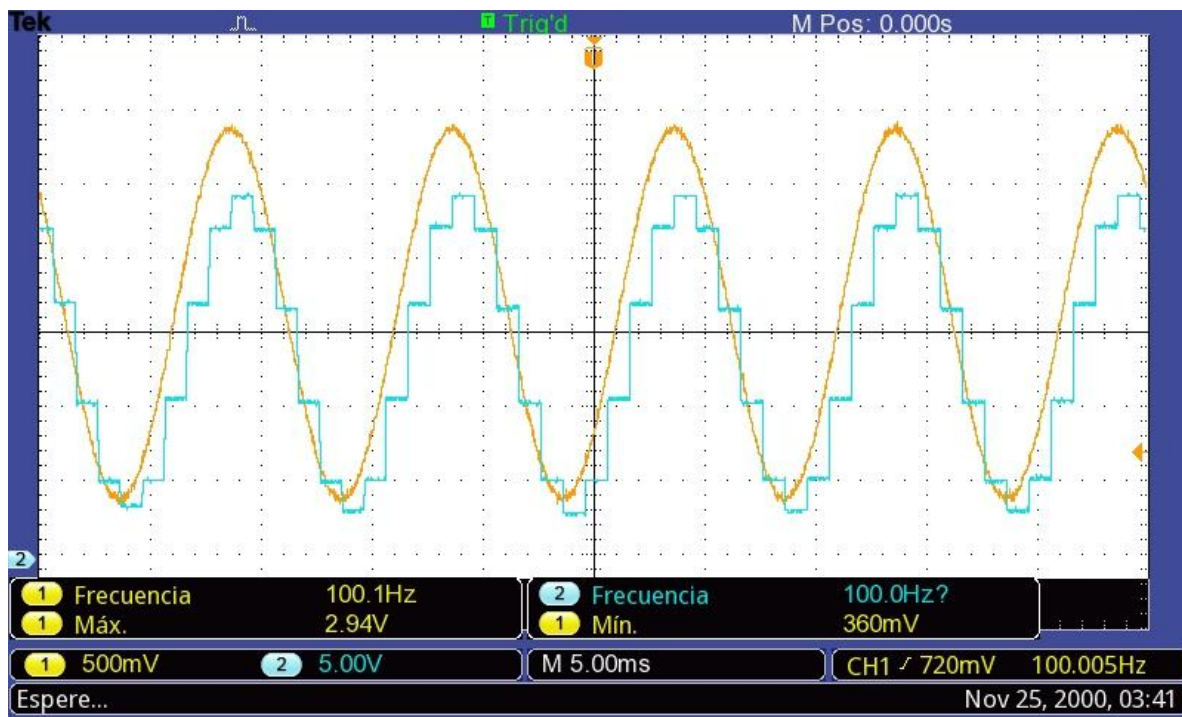 Tek Trig'd M Pos: 0.000s
T
2
1 Frecuencia 100.1Hz 2 Frecuencia 100.0Hz?
1 Máx. 2.94V 1 Mín. 360mV
1 500mV 2 5.00V M 5.00ms CH1 720mV 100.005Hz
Espere... Nov 25, 2000, 03:41